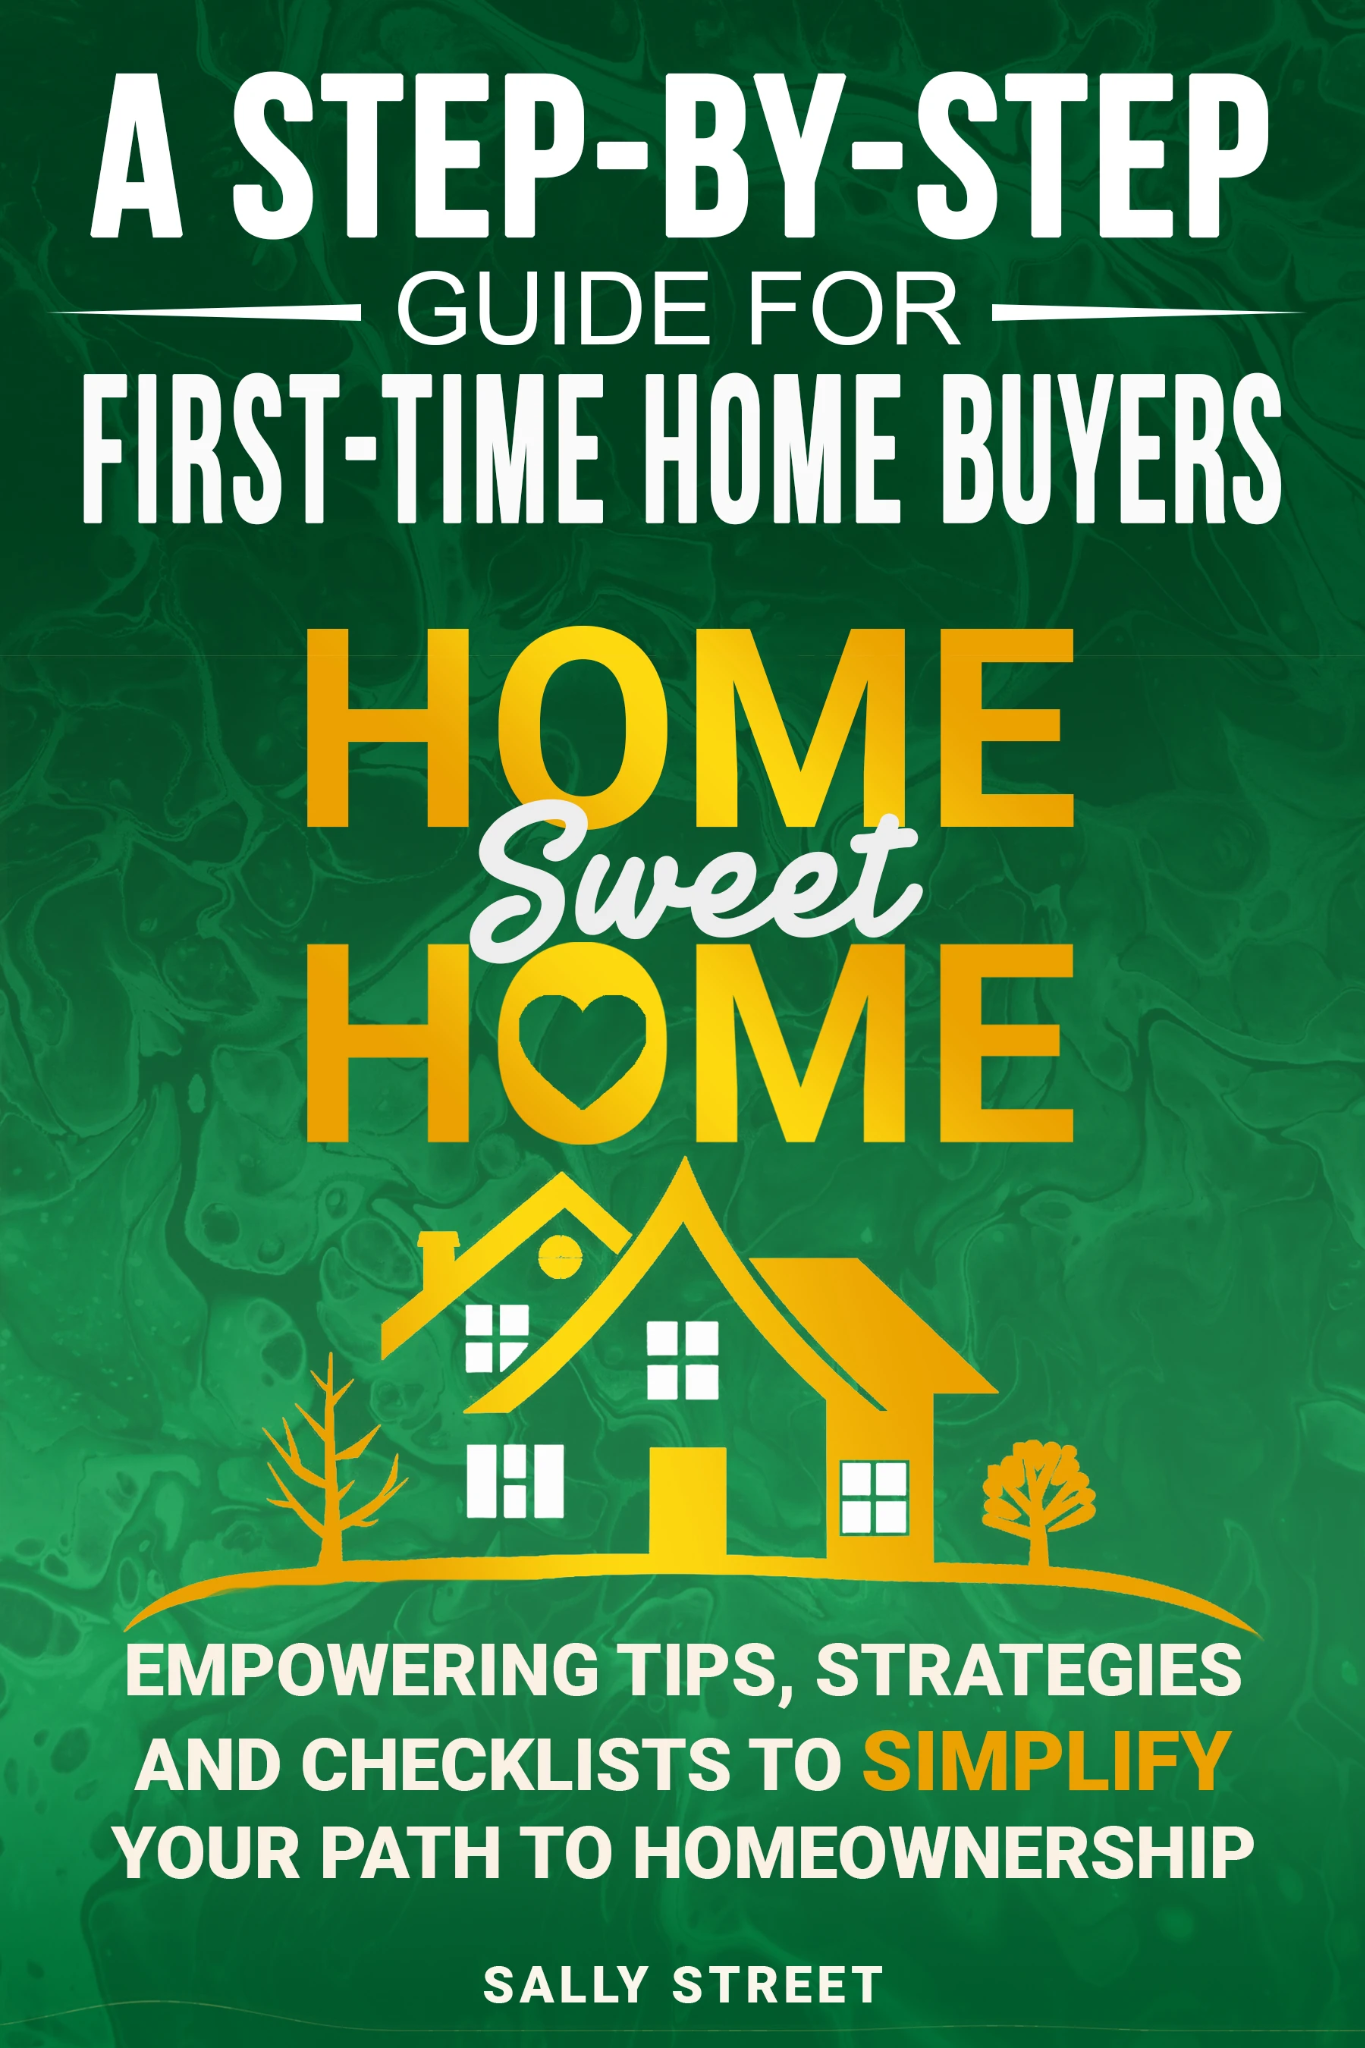 A STEP-BY-STEP
GUIDE FOR
FIRST-TIME HOME BUYERS
HOME
Sweet
HOME
EMPOWERING TIPS, STRATEGIES
AND CHECKLISTS TO SIMPLIFY
YOUR PATH TO HOMEOWNERSHIP
SALLY STREET